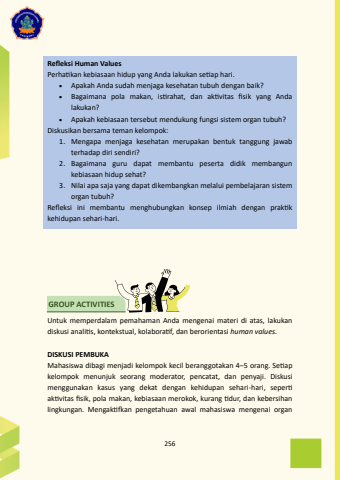 Refleksi Human Values
Perhatikan kebiasaan hidup yang Anda lakukan setiap hari.
• Apakah Anda sudah menjaga kesehatan tubuh dengan baik?
• Bagaimana pola makan, istirahat, dan aktivitas fisik yang Anda
lakukan?
• Apakah kebiasaan tersebut mendukung fungsi sistem organ tubuh?
Diskusikan bersama teman kelompok:
1. Mengapa menjaga kesehatan merupakan bentuk tanggung jawab
terhadap diri sendiri?
2. Bagaimana guru dapat membantu peserta didik membangun
kebiasaan hidup sehat?
3. Nilai apa saja yang dapat dikembangkan melalui pembelajaran sistem
organ tubuh?
Refleksi ini membantu menghubungkan konsep ilmiah dengan praktik
kehidupan sehari-hari.
GROUP ACTIVITIES
Untuk memperdalam pemahaman Anda mengenai materi di atas, lakukan
diskusi analitis, kontekstual, kolaboratif, dan berorientasi human values.
DISKUSI PEMBUKA
Mahasiswa dibagi menjadi kelompok kecil beranggotakan 4–5 orang. Setiap
kelompok menunjuk seorang moderator, pencatat, dan penyaji. Diskusi
menggunakan kasus yang dekat dengan kehidupan sehari-hari, seperti
aktivitas fisik, pola makan, kebiasaan merokok, kurang tidur, dan kebersihan
lingkungan. Mengaktifkan pengetahuan awal mahasiswa mengenai organ
256